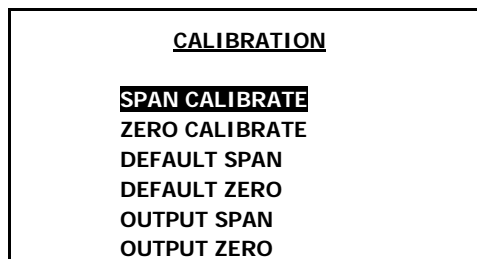 CALIBRATION
SPAN CALIBRATE
ZERO CALIBRATE
DEFAULT SPAN
DEFAULT ZERO
OUTPUT SPAN
OUTPUT ZERO